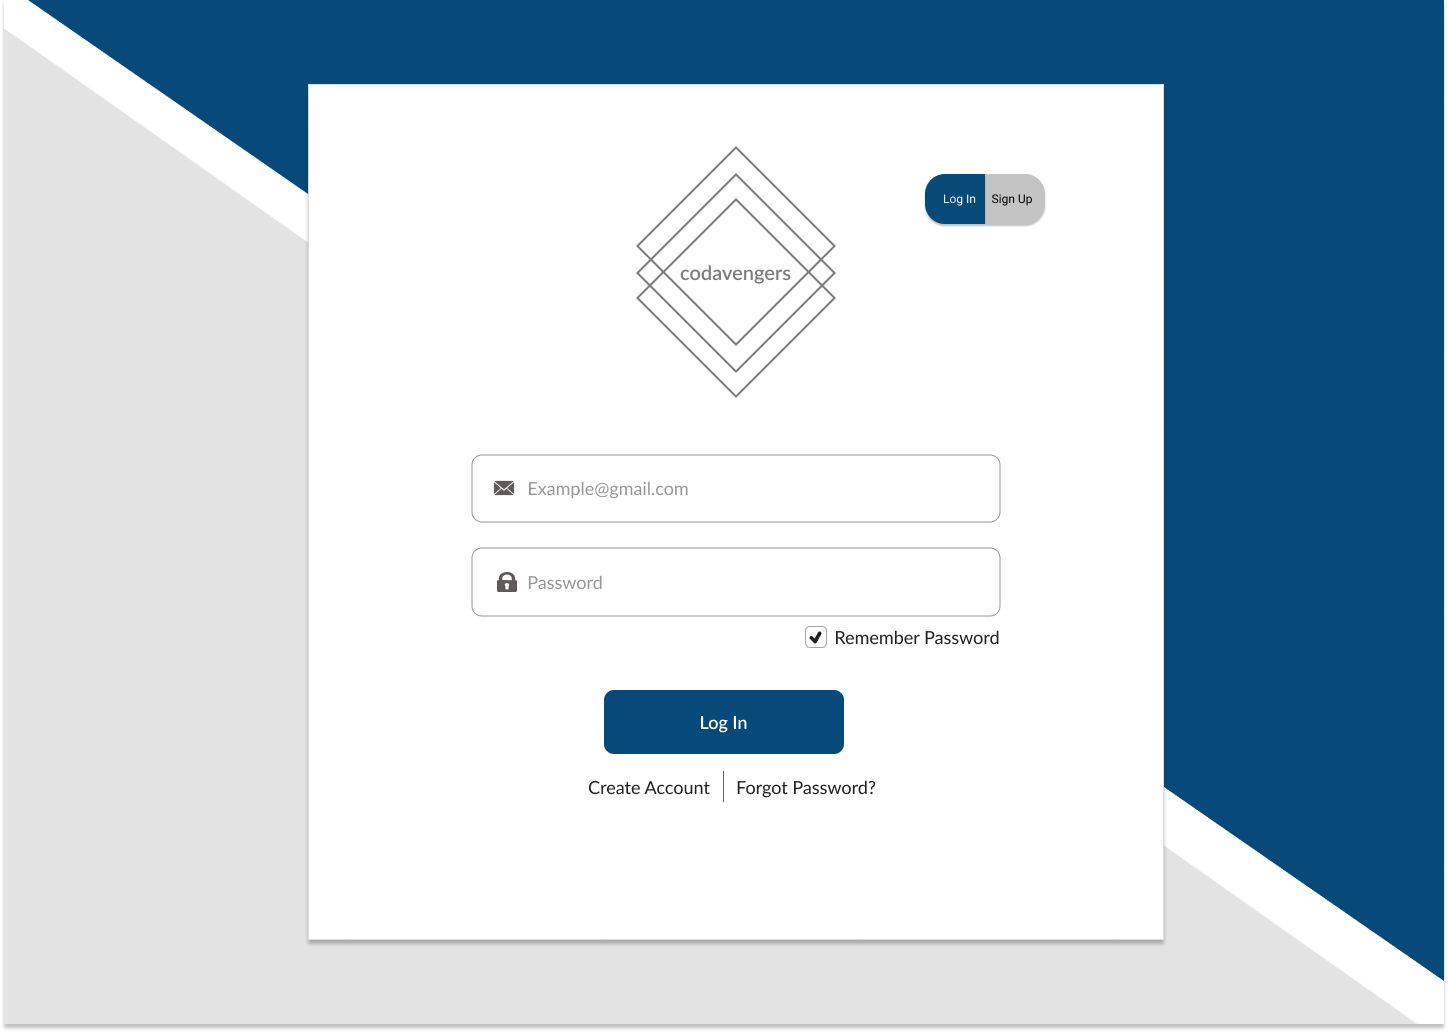 Log In Sign Up
codavengers
Example@gmail.com
Password
Remember Password
Log In
Create Account Forgot Password?